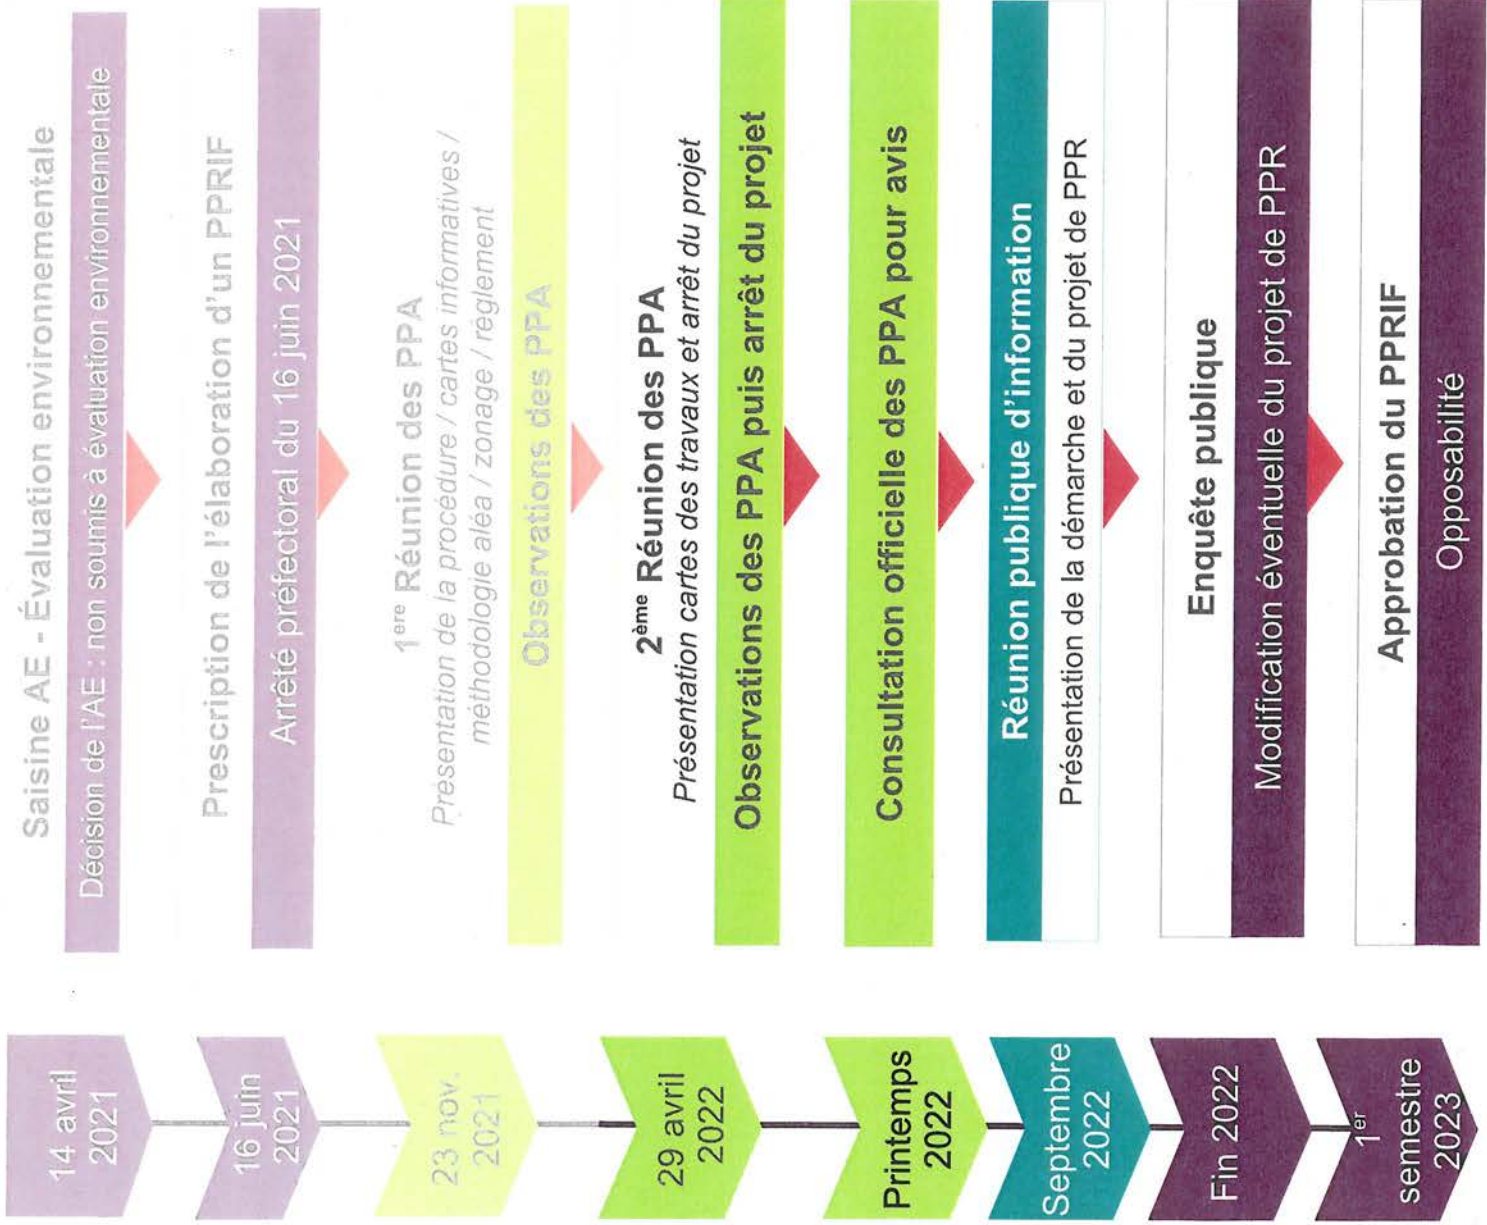 14 avril
2021
Saisine AE - Évaluation environnementale
Décision de l'AE : non soumis à évaluation environnementale
16 juin
2021
Prescription de l'élaboration d'un PPRIF
Arrêté préfectoral du 16 juin 2021
23 nov.
2021
1ere Réunion des PPA
Présentation de la procédure / cartes informatives /
méthodologie aléa / zonage / règlement
Observations des PPA
29 avril
2022
2ème Réunion des PPA
Présentation cartes des travaux et arrêt du projet
Observations des PPA puis arrêt du projet
Printemps
2022
Consultation officielle des PPA pour avis
Septembre
2022
Réunion publique d'information
Présentation de la démarche et du projet de PPR
Fin 2022
Enquête publique
Modification éventuelle du projet de PPR
1er
semestre
2023
Approbation du PPRIF
Opposabilité